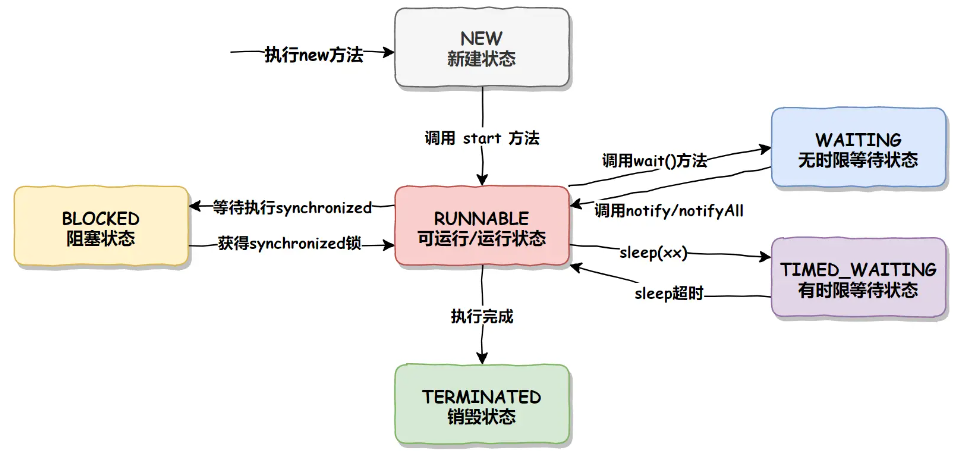 NEW
新建状态
执行new方法
调用 start 方法
WAITING
无时限等待状态
调用wait()方法
调用notify/notifyAll
BLOCKED
阻塞状态
等待执行synchronized
获得synchronized锁
RUNNABLE
可运行/运行状态
sleep(xx)
sleep超时
TIMED_WAITING
有时限等待状态
执行完成
TERMINATED
销毁状态